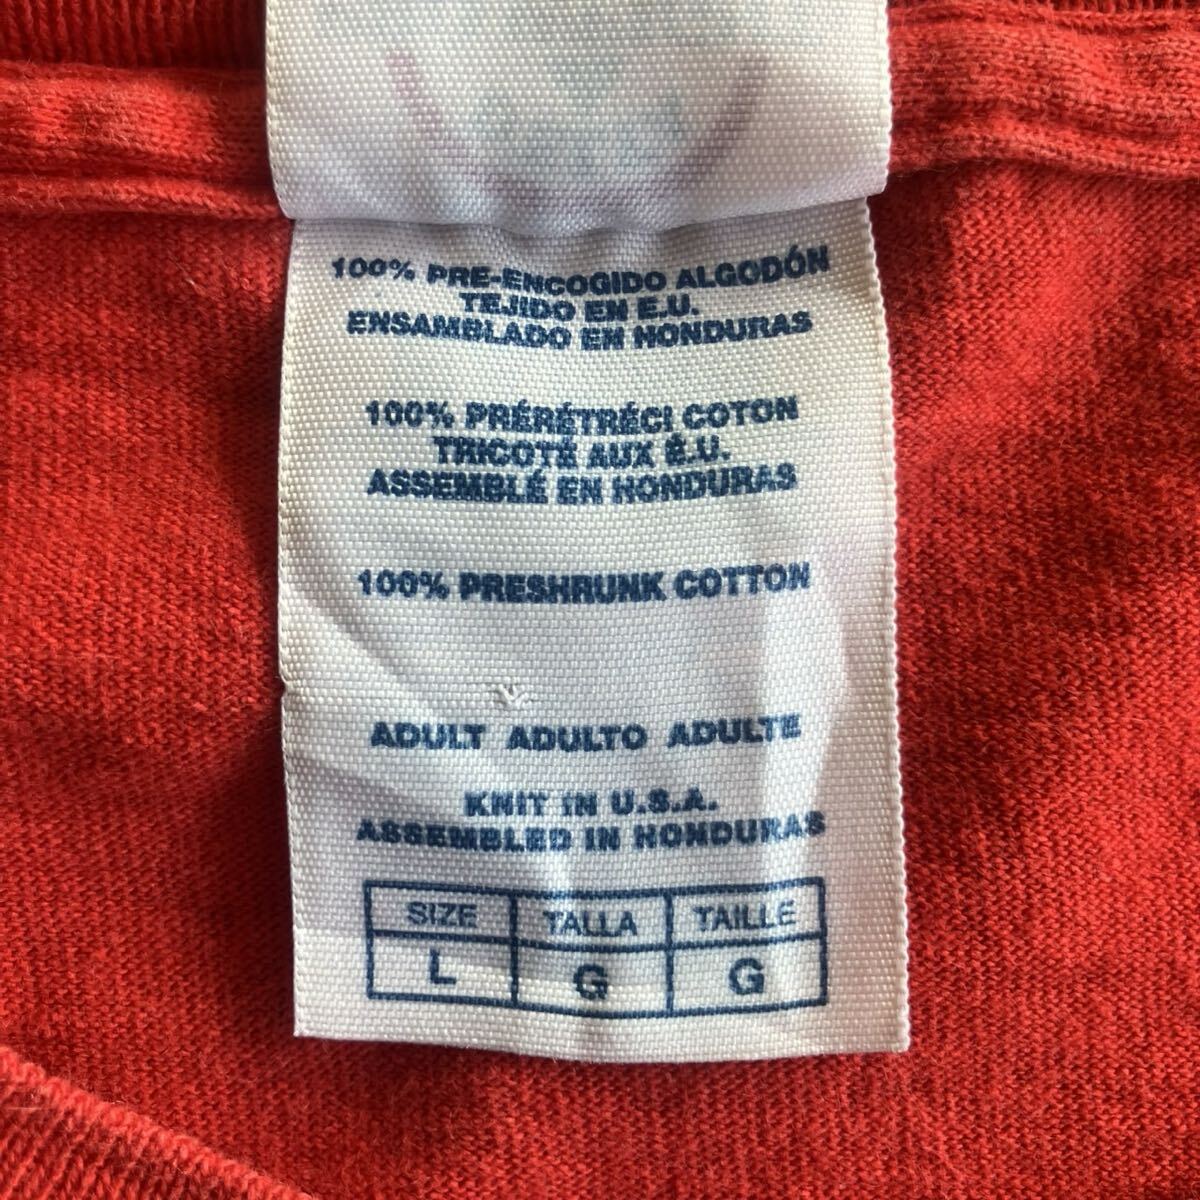 100% PRE-ENCOGIDO ALGODÓN
TEJIDO EN E.U.
ENSAMBLADO EN HONDURAS
100% PRÉRÉTRÉCI COTON
TRICOTÉ AUX É.U.
ASSEMBLÉ EN HONDURAS
100% PRESHRUNK COTTON
ADULT ADULTO ADULTE
KNIT IN U.S.A.
ASSEMBLED IN HONDURAS
SIZE TALLA TAILLE
L G G